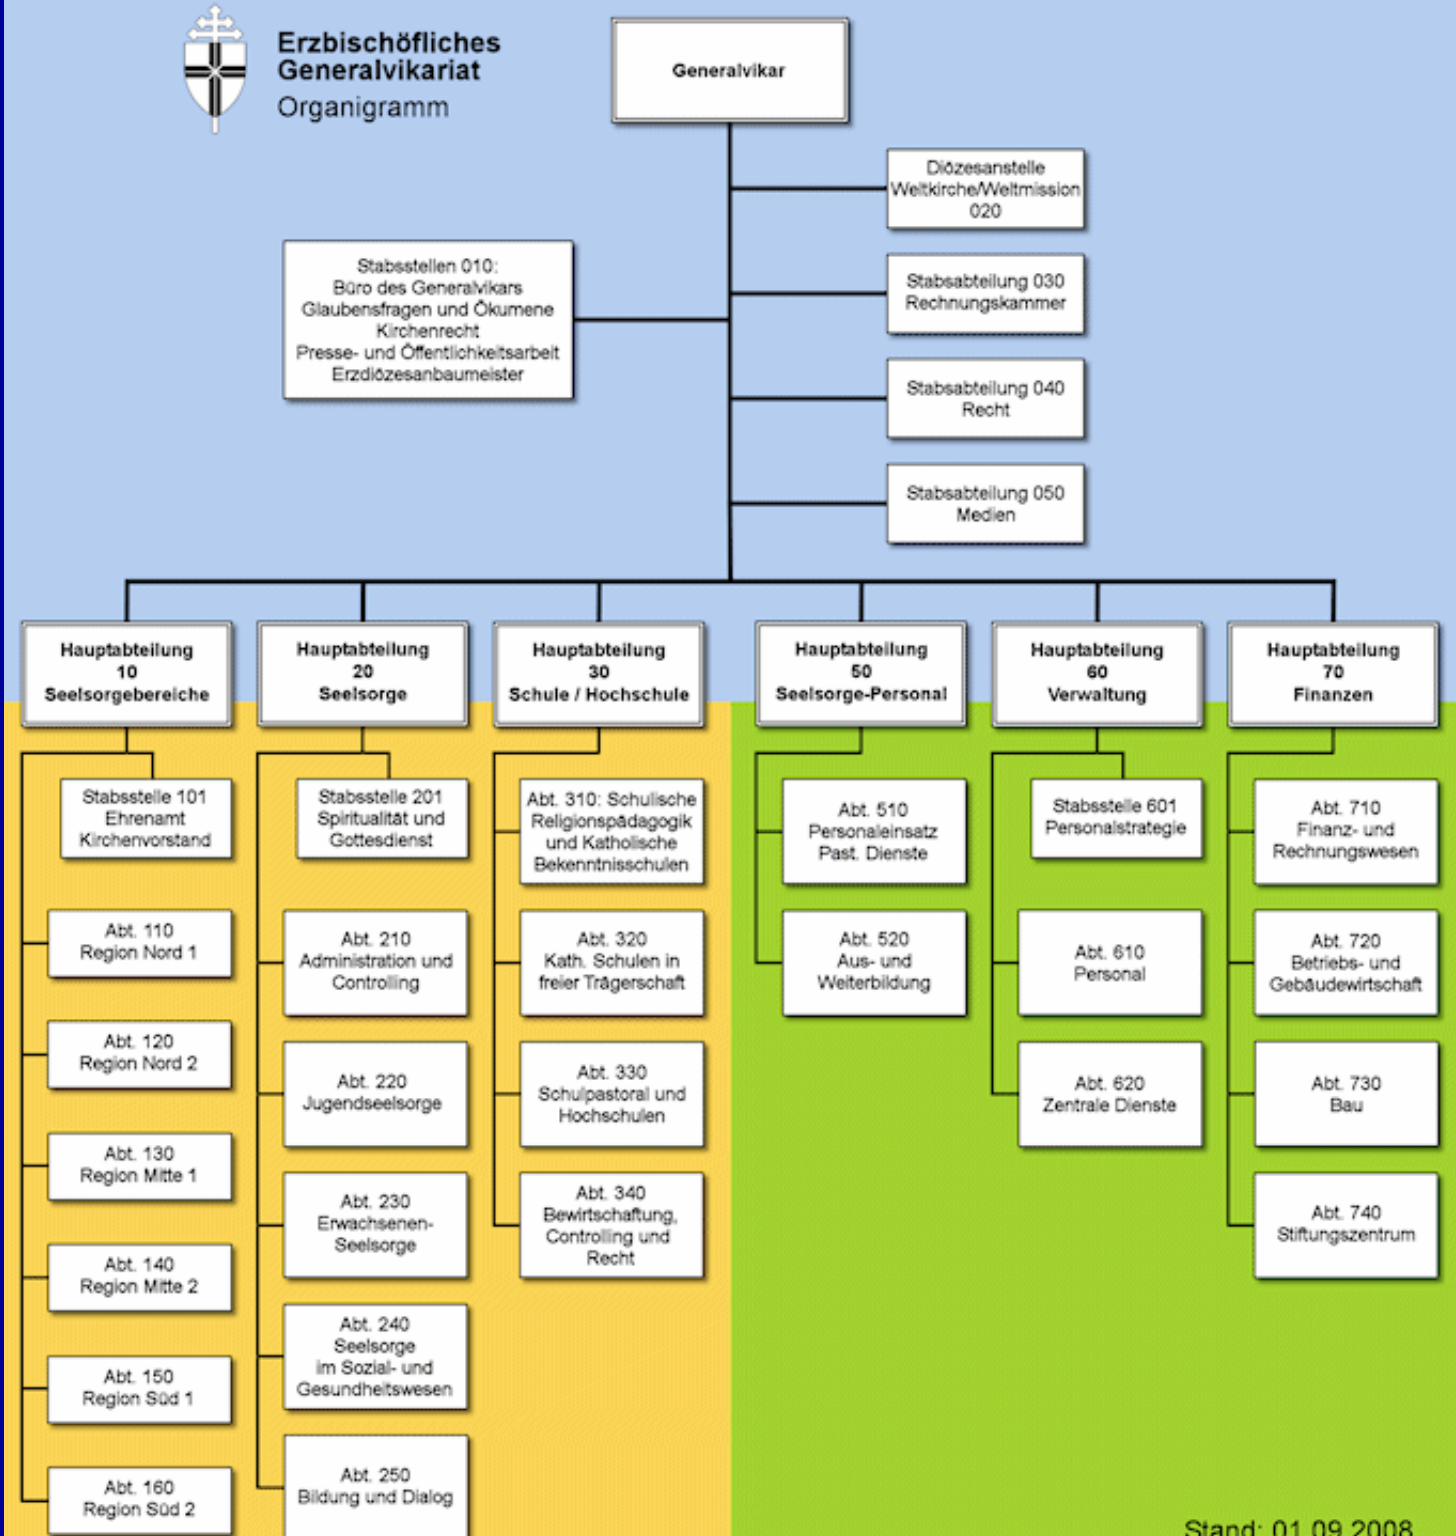 Erzbischöfliches
Generalvikariat
Organigramm
Generalvikar
Diözesanstelle
Weltkirche/Weltmission
020
Stabsstellen 010:
Büro des Generalvikars
Glaubensfragen und Ökumene
Kirchenrecht
Presse- und Öffentlichkeitsarbeit
Erzdiözesanbaumeister
Stabsabteilung 030
Rechnungskammer
Stabsabteilung 040
Recht
Stabsabteilung 050
Medien
Hauptabteilung
10
Seelsorgebereiche
Hauptabteilung
20
Seelsorge
Hauptabteilung
30
Schule / Hochschule
Hauptabteilung
50
Seelsorge-Personal
Hauptabteilung
60
Verwaltung
Hauptabteilung
70
Finanzen
Stabsstelle 101
Ehrenamt
Kirchenvorstand
Abt. 110
Region Nord 1
Abt. 120
Region Nord 2
Abt. 130
Region Mitte 1
Abt. 140
Region Mitte 2
Abt. 150
Region Süd 1
Abt. 160
Region Süd 2
Stabsstelle 201
Spiritualität und
Gottesdienst
Abt. 210
Administration und
Controlling
Abt. 220
Jugendseelsorge
Abt. 230
Erwachsenen-
Seelsorge
Abt. 240
Seelsorge
im Sozial- und
Gesundheitswesen
Abt. 250
Bildung und Dialog
Abt. 310: Schulische
Religionspädagogik
und Katholische
Bekenntnisschulen
Abt. 320
Kath. Schulen in
freier Trägerschaft
Abt. 330
Schulpastoral und
Hochschulen
Abt. 340
Bewirtschaftung,
Controlling und
Recht
Abt. 510
Personaleinsatz
Past. Dienste
Abt. 520
Aus- und
Weiterbildung
Stabsstelle 601
Personalstrategie
Abt. 610
Personal
Abt. 620
Zentrale Dienste
Abt. 710
Finanz- und
Rechnungswesen
Abt. 720
Betriebs- und
Gebäudewirtschaft
Abt. 730
Bau
Abt. 740
Stiftungszentrum
Stand: 01.09.2008